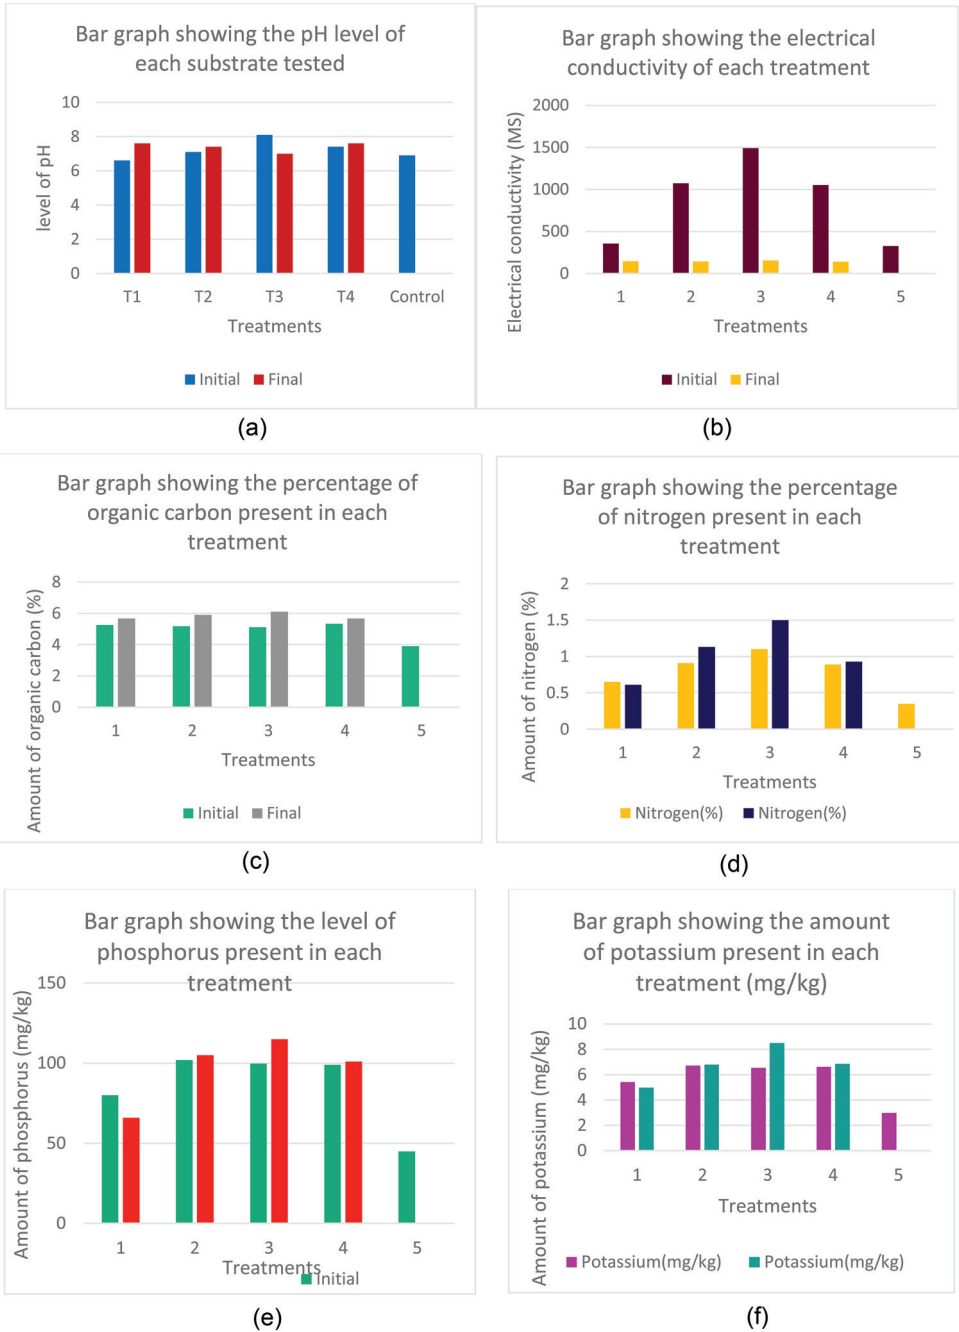 Bar graph showing the pH level of
each substrate tested
level of pH
10
8
6
4
2
0
T1 T2 T3 T4 Control
Treatments
Initial Final
(a)
Bar graph showing the electrical
conductivity of each treatment
Electrical conductivity (MS)
2000
1500
1000
500
0
1 2 3 4 5
Treatments
Initial Final
(b)
Bar graph showing the percentage of
organic carbon present in each
treatment
Amount of organic carbon (%)
8
6
4
2
0
1 2 3 4 5
Treatments
Initial Final
(c)
Bar graph showing the percentage
of nitrogen present in each
treatment
Amount of nitrogen (%)
2
1.5
1
0.5
0
1 2 3 4 5
Treatments
Nitrogen(%) Nitrogen(%)
(d)
Bar graph showing the level of
phosphorus present in each
treatment
Amount of phosphorus (mg/kg)
150
100
50
0
1 2 3 4 5
Treatments
Initial
(e)
Bar graph showing the amount
of potassium present in each
treatment (mg/kg)
Amount of potassium (mg/kg)
10
8
6
4
2
0
1 2 3 4 5
Treatments
Potassium(mg/kg) Potassium(mg/kg)
(f)